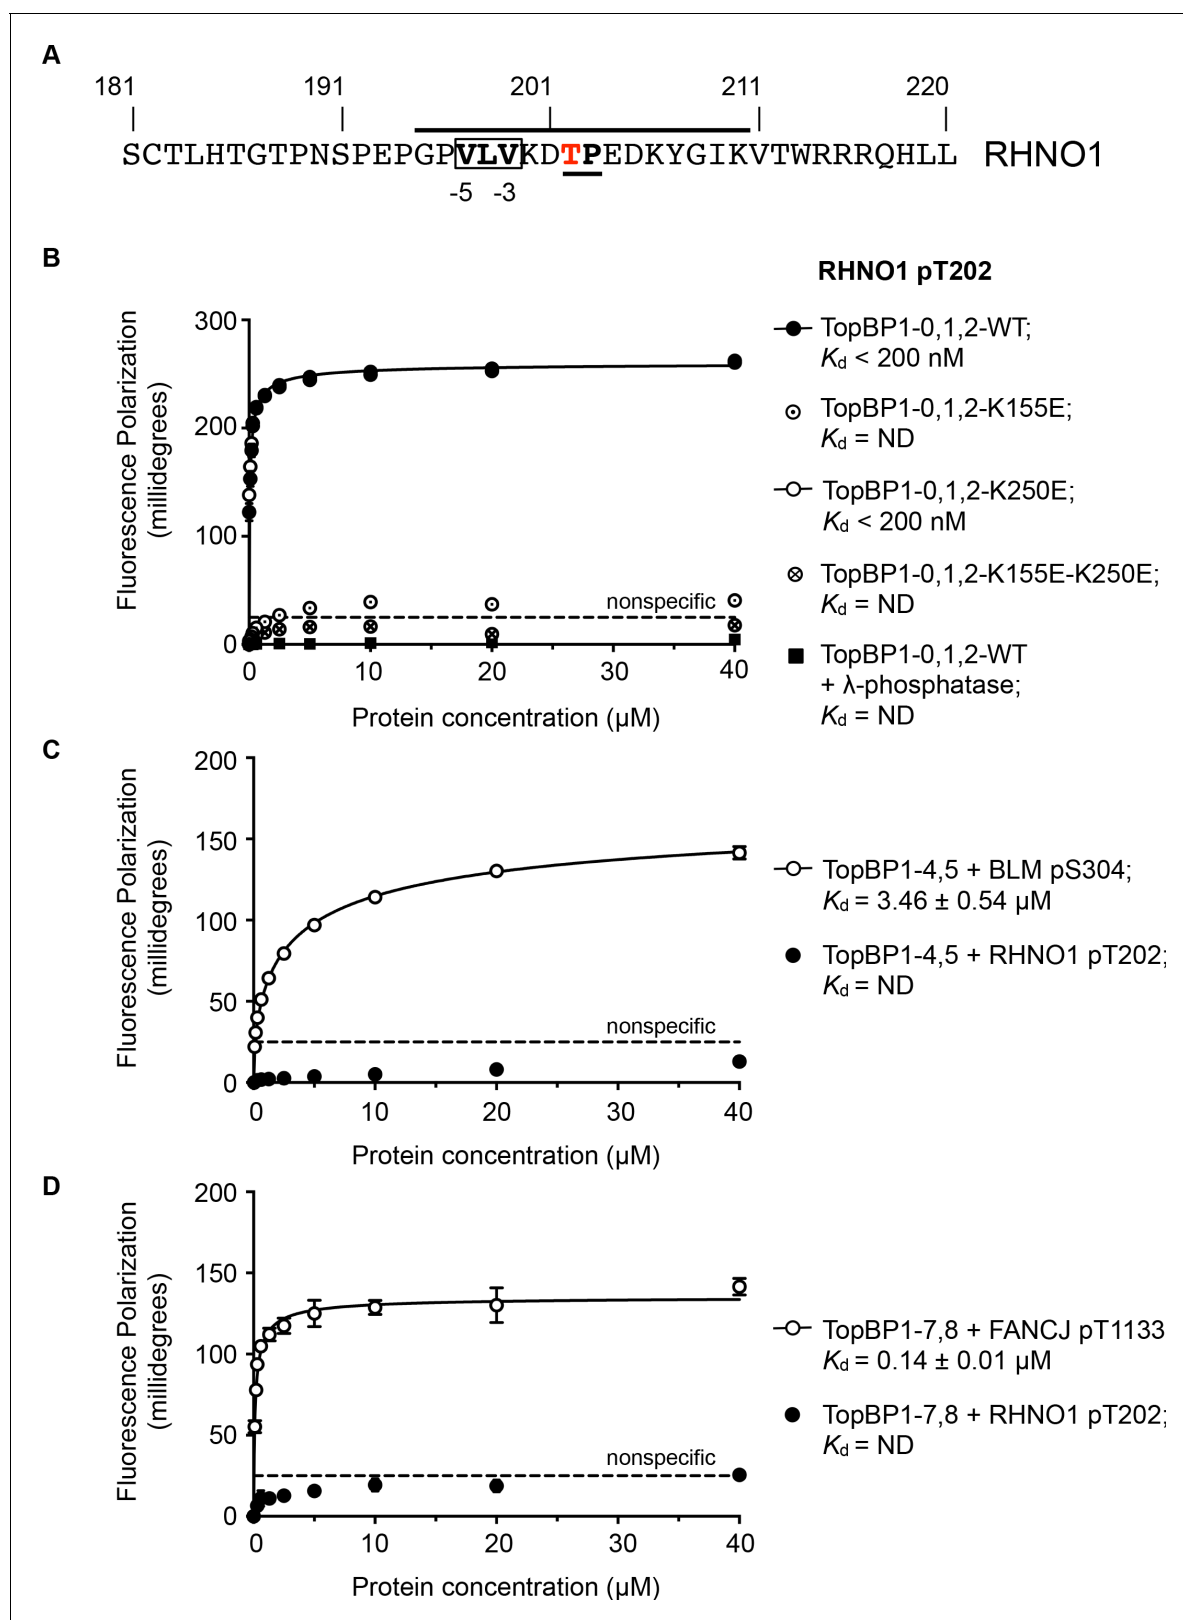 A
181 191 201 211 220
SCTLHTGTPNSPEPGPVLVKDTPEDKYGIKVTWRRRQHLL RHNO1
-5 -3
B
RHNO1 pT202
Fluorescence Polarization
(millidegrees)
300
200
100
0
nonspecific
0 10 20 30 40
Protein concentration (µM)
TopBP1-0,1,2-WT;
Kd < 200 nM
TopBP1-0,1,2-K155E;
Kd = ND
TopBP1-0,1,2-K250E;
Kd < 200 nM
TopBP1-0,1,2-K155E-K250E;
Kd = ND
TopBP1-0,1,2-WT
+ λ-phosphatase;
Kd = ND
C
Fluorescence Polarization
(millidegrees)
200
150
100
50
0
nonspecific
0 10 20 30 40
Protein concentration (µM)
TopBP1-4,5 + BLM pS304;
Kd = 3.46 ± 0.54 µM
TopBP1-4,5 + RHNO1 pT202;
Kd = ND
D
Fluorescence Polarization
(millidegrees)
200
150
100
50
0
nonspecific
0 10 20 30 40
Protein concentration (µM)
TopBP1-7,8 + FANCJ pT1133
Kd = 0.14 ± 0.01 µM
TopBP1-7,8 + RHNO1 pT202;
Kd = ND